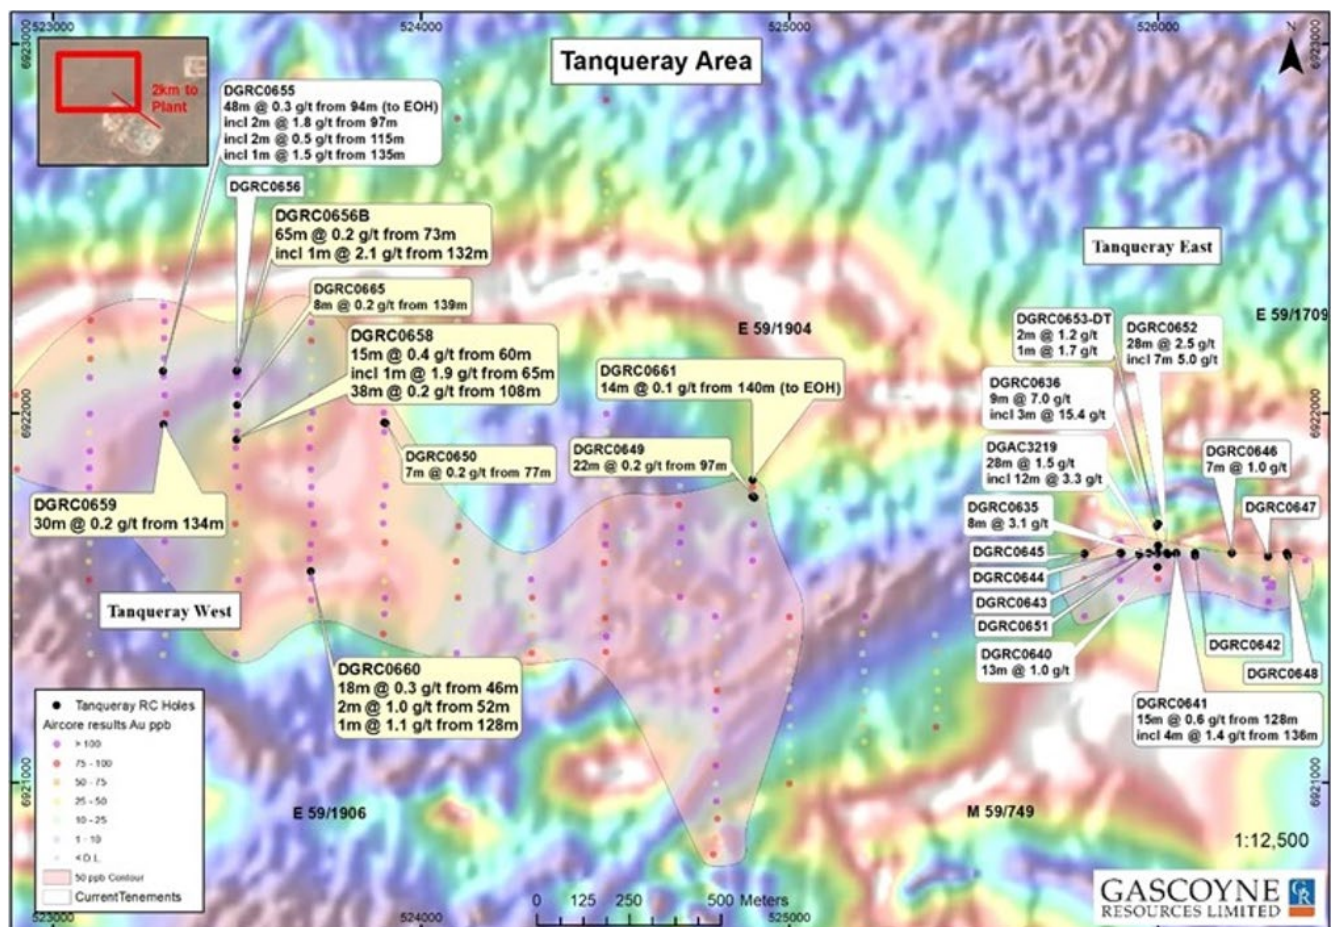 523000
524000
525000
526000
6923000
6923000
Tanqueray Area
N
2km to
Plant
DGRC0655
48m @ 0.3 g/t from 94m (to EOH)
incl 2m @ 1.8 g/t from 97m
incl 2m @ 0.5 g/t from 115m
incl 1m @ 1.5 g/t from 135m
DGRC0656
DGRC0656B
65m @ 0.2 g/t from 73m
incl 1m @ 2.1 g/t from 132m
Tanqueray East
DGRC0665
8m @ 0.2 g/t from 139m
E 59/1904
E 59/1709
DGRC0653-DT
2m @ 1.2 g/t
1m @ 1.7 g/t
DGRC0652
28m @ 2.5 g/t
incl 7m 5.0 g/t
DGRC0658
15m @ 0.4 g/t from 60m
incl 1m @ 1.9 g/t from 65m
38m @ 0.2 g/t from 108m
DGRC0661
14m @ 0.1 g/t from 140m (to EOH)
DGRC0636
9m @ 7.0 g/t
incl 3m @ 15.4 g/t
6922000
6922000
DGRC0650
7m @ 0.2 g/t from 77m
DGRC0649
22m @ 0.2 g/t from 97m
DGAC3219
28m @ 1.5 g/t
incl 12m @ 3.3 g/t
DGRC0646
7m @ 1.0 g/t
DGRC0659
30m @ 0.2 g/t from 134m
DGRC0635
8m @ 3.1 g/t
DGRC0647
DGRC0645
DGRC0644
DGRC0643
DGRC0651
Tanqueray West
DGRC0640
13m @ 1.0 g/t
DGRC0642
DGRC0648
DGRC0660
18m @ 0.3 g/t from 46m
2m @ 1.0 g/t from 52m
1m @ 1.1 g/t from 128m
DGRC0641
15m @ 0.6 g/t from 128m
incl 4m @ 1.4 g/t from 136m
Tanqueray RC Holes
Aircore results Au ppb
> 100
75 - 100
50 - 75
25 - 50
10 - 25
1 - 10
< D.L.
50 ppb Contour
CurrentTenements
6921000
6921000
E 59/1906
M 59/749
1:12,500
0 125 250 500 Meters
GASCOYNE
RESOURCES LIMITED
GR
523000
524000
525000